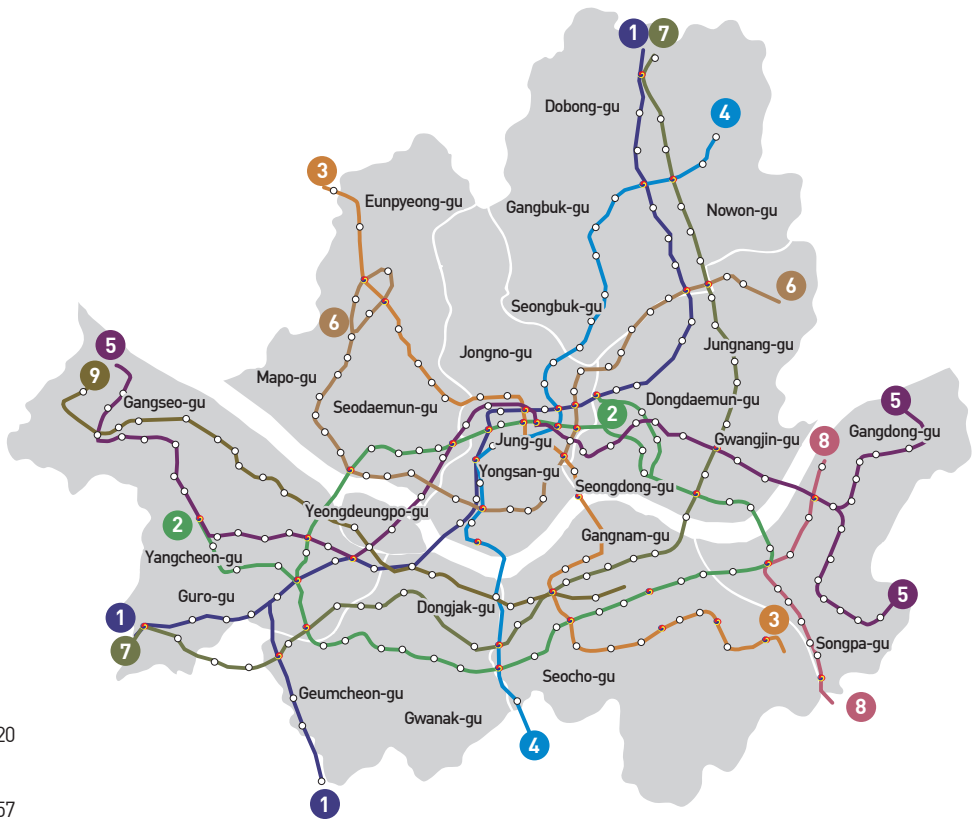 1 7
Dobong-gu
4
3
Eunpyeong-gu
Gangbuk-gu
Nowon-gu
6
Seongbuk-gu
6
5
Jongno-gu
Jungnang-gu
9
Mapo-gu
Gangseo-gu
Seodaemun-gu
Dongdaemun-gu
5
2
8
Gangdong-gu
Jung-gu
Gwangjin-gu
Yongsan-gu
Seongdong-gu
Yeongdeungpo-gu
2
Gangnam-gu
Yangcheon-gu
Guro-gu
Dongjak-gu
5
1
3
7
Songpa-gu
Seocho-gu
Geumcheon-gu
8
Gwanak-gu
20
4
1
57